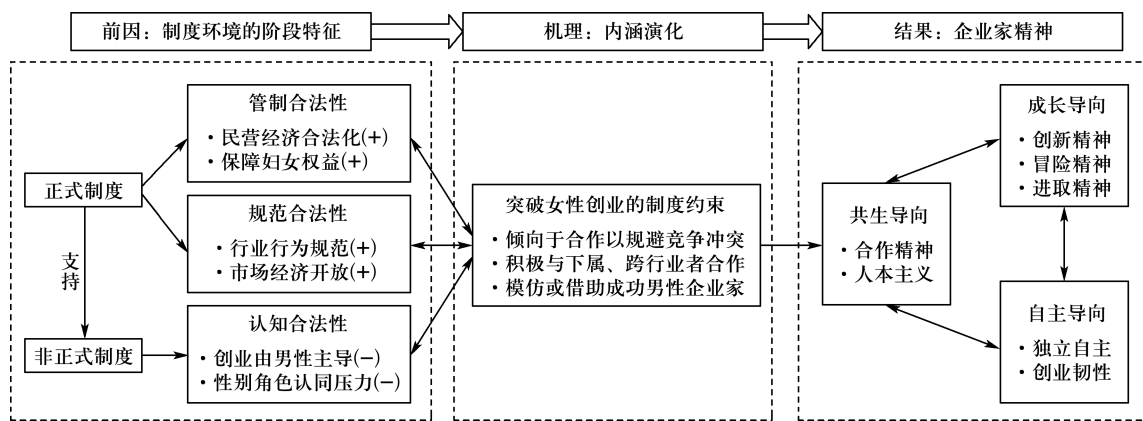 前因：制度环境的阶段特征
机理：内涵演化
结果：企业家精神
正式制度
支持
非正式制度
管制合法性
• 民营经济合法化(+)
• 保障妇女权益(+)
规范合法性
• 行业行为规范(+)
• 市场经济开放(+)
认知合法性
• 创业由男性主导(−)
• 性别角色认同压力(−)
突破女性创业的制度约束
• 倾向于合作以规避竞争冲突
• 积极与下属、跨行业者合作
• 模仿或借助成功男性企业家
共生导向
• 合作精神
• 人本主义
成长导向
• 创新精神
• 冒险精神
• 进取精神
自主导向
• 独立自主
• 创业韧性